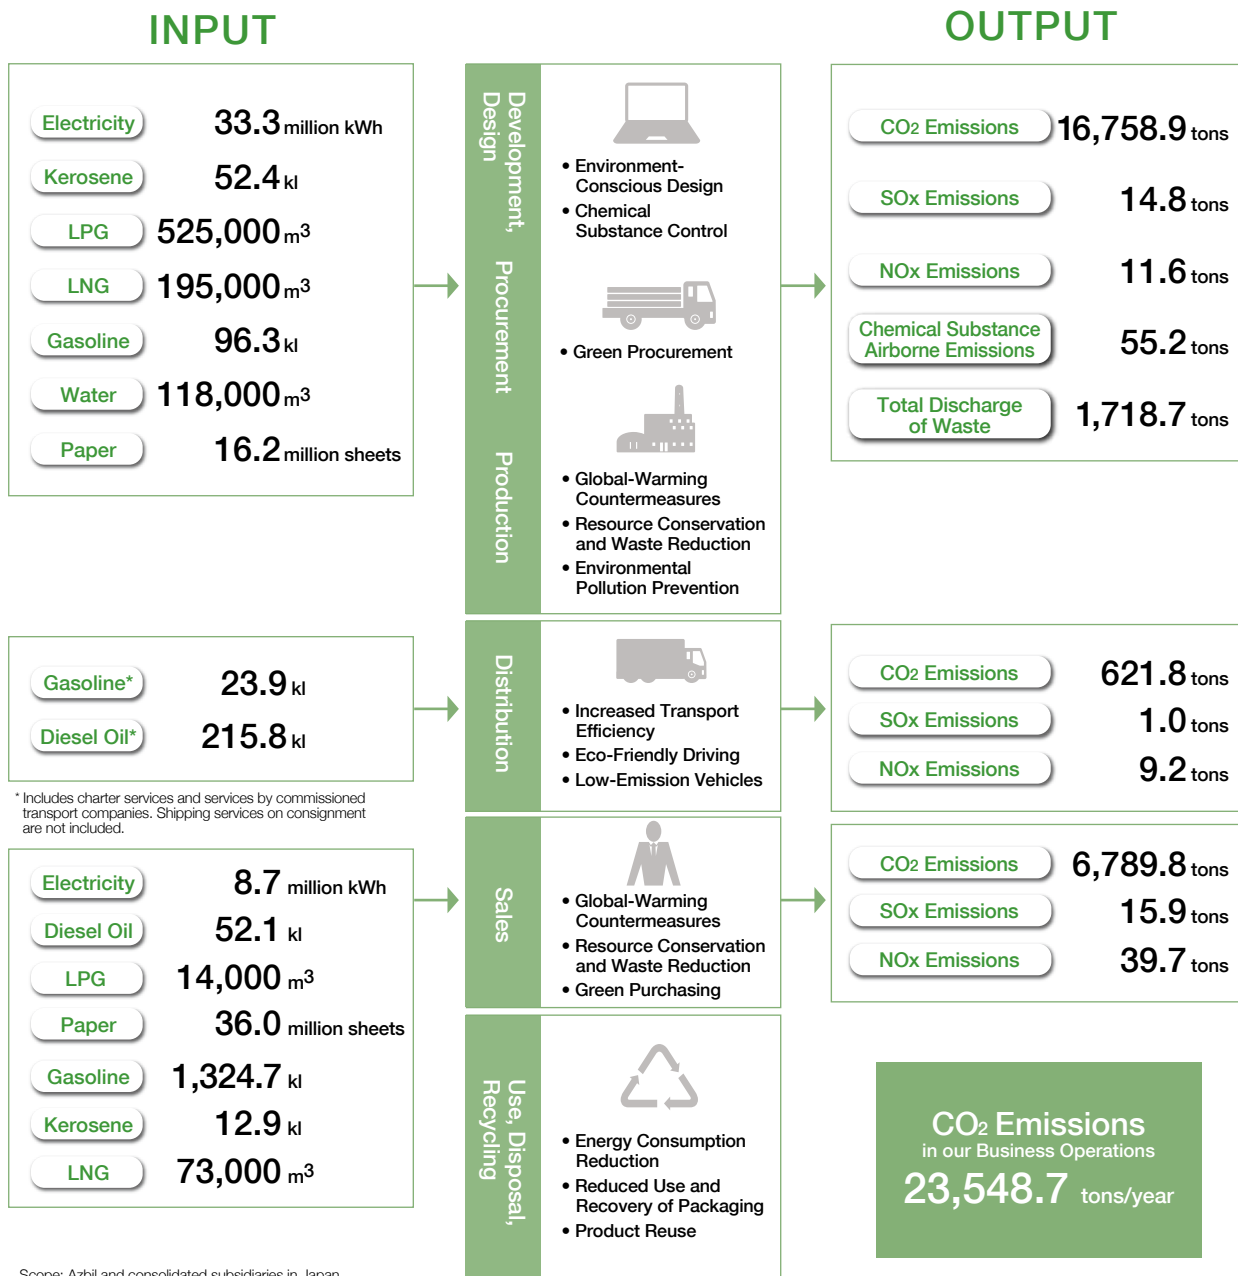 INPUT
Electricity 33.3 million kWh
Kerosene 52.4 kl
LPG 525,000 m³
LNG 195,000 m³
Gasoline 96.3 kl
Water 118,000 m³
Paper 16.2 million sheets
Gasoline* 23.9 kl
Diesel Oil* 215.8 kl
* Includes charter services and services by commissioned
transport companies. Shipping services on consignment
are not included.
Electricity 8.7 million kWh
Diesel Oil 52.1 kl
LPG 14,000 m³
Paper 36.0 million sheets
Gasoline 1,324.7 kl
Kerosene 12.9 kl
LNG 73,000 m³
Scope: Azbil and consolidated subsidiaries in Japan
Development,
Design
• Environment-
Conscious Design
• Chemical
Substance Control
Procurement
• Green Procurement
Production
• Global-Warming
Countermeasures
• Resource Conservation
and Waste Reduction
• Environmental
Pollution Prevention
Distribution
• Increased Transport
Efficiency
• Eco-Friendly Driving
• Low-Emission Vehicles
Sales
• Global-Warming
Countermeasures
• Resource Conservation
and Waste Reduction
• Green Purchasing
Use, Disposal,
Recycling
• Energy Consumption
Reduction
• Reduced Use and
Recovery of Packaging
• Product Reuse
OUTPUT
CO₂ Emissions 16,758.9 tons
SOx Emissions 14.8 tons
NOx Emissions 11.6 tons
Chemical Substance
Airborne Emissions 55.2 tons
Total Discharge
of Waste 1,718.7 tons
CO₂ Emissions 621.8 tons
SOx Emissions 1.0 tons
NOx Emissions 9.2 tons
CO₂ Emissions 6,789.8 tons
SOx Emissions 15.9 tons
NOx Emissions 39.7 tons
CO₂ Emissions
in our Business Operations
23,548.7 tons/year